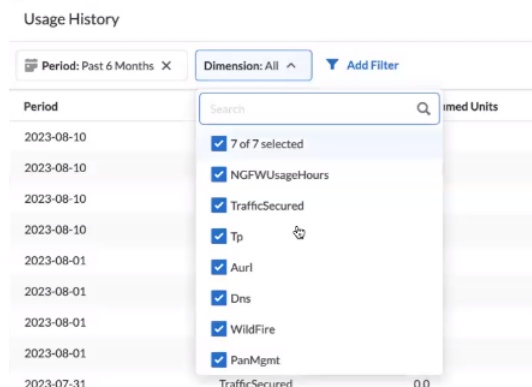 Usage History
Period: Past 6 Months
Dimension: All
Add Filter
Period
Units
Search
2023-08-10
7 of 7 selected
2023-08-10
NGFWUsageHours
2023-08-10
TrafficSecured
2023-08-10
Tp
2023-08-01
Aurl
2023-08-01
Dns
2023-08-01
WildFire
2023-08-01
PanMgmt
2023-07-31
TrafficSecured
0.0